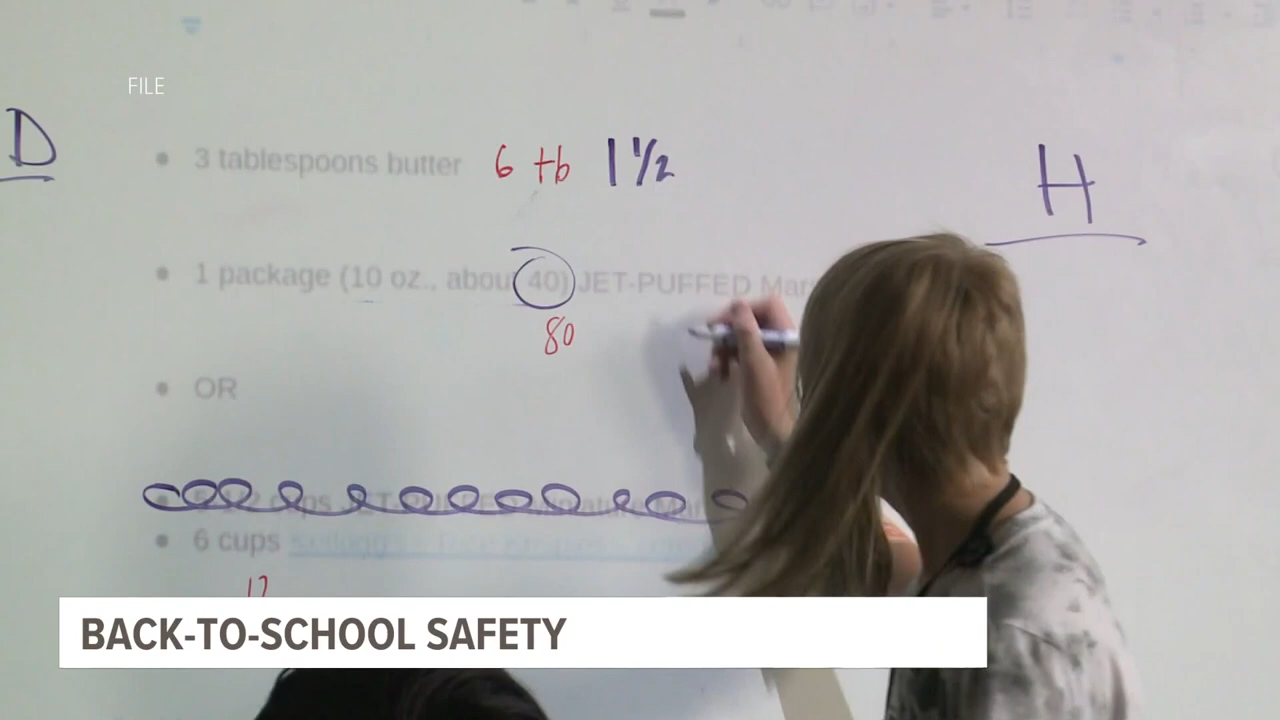 FILE
D
H
3 tablespoons butter 6 tb 1 1/2
1 package (10 oz., about 40) JET-PUFFED
80
OR
6 cups
12
BACK-TO-SCHOOL SAFETY